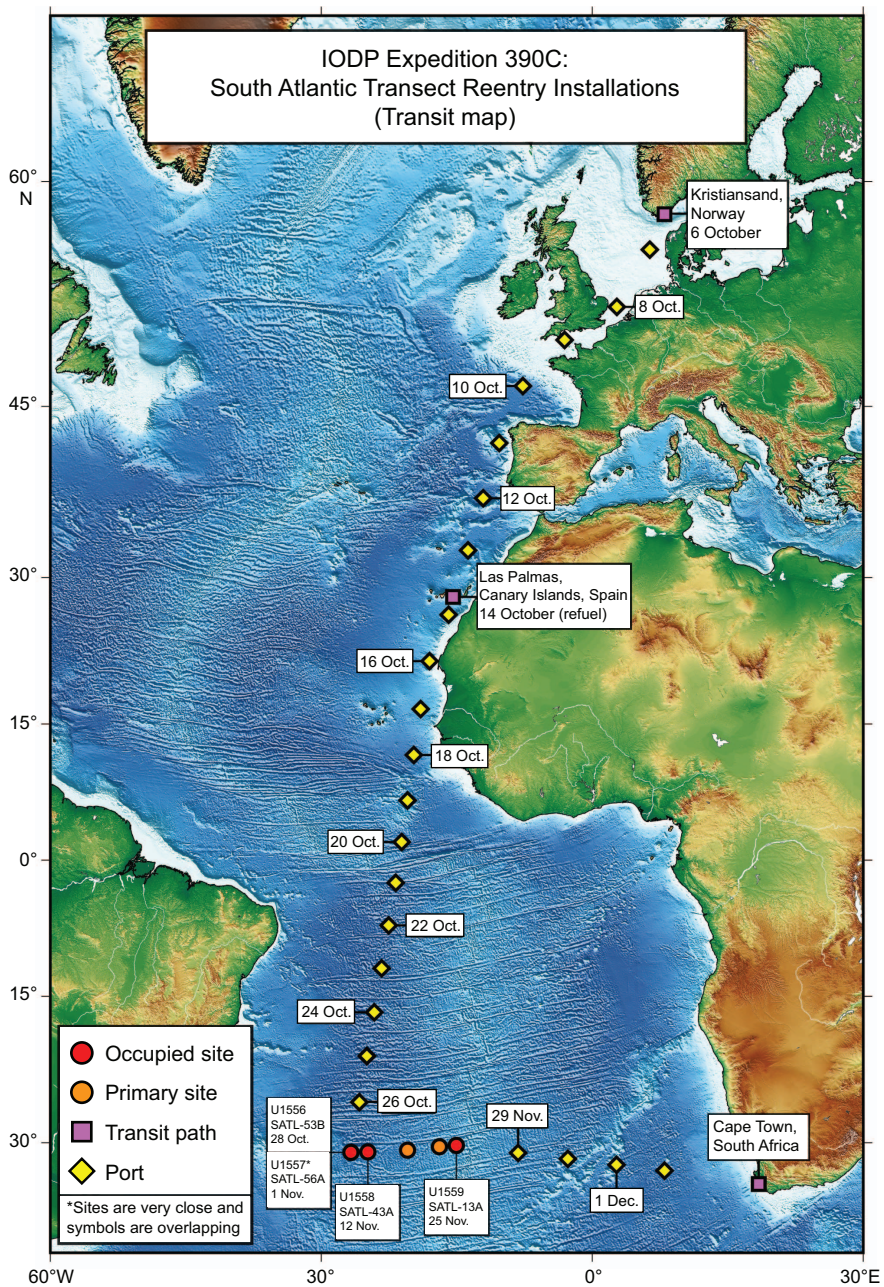 IODP Expedition 390C:
South Atlantic Transect Reentry Installations
(Transit map)
60°
N
Kristiansand,
Norway
6 October
8 Oct.
10 Oct.
45°
12 Oct.
30°
Las Palmas,
Canary Islands, Spain
14 October (refuel)
16 Oct.
15°
18 Oct.
20 Oct.
0°
22 Oct.
15°
24 Oct.
Occupied site
Primary site
Transit path
Port
*Sites are very close and
symbols are overlapping
26 Oct.
U1556
SATL-53B
28 Oct.
U1557*
SATL-56A
1 Nov.
U1558
SATL-43A
12 Nov.
U1559
SATL-13A
25 Nov.
29 Nov.
1 Dec.
Cape Town,
South Africa
30°
60°W
30°
0°
30°E